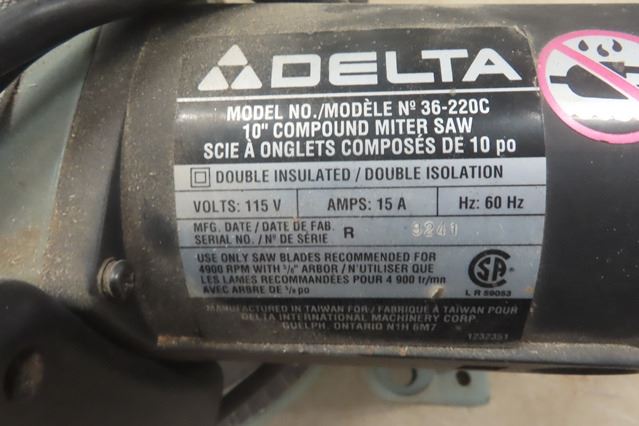 DELTA
MODEL NO./MODÈLE Nº 36-220C
10" COMPOUND MITER SAW
SCIE À ONGLETS COMPOSÉS DE 10 po
DOUBLE INSULATED / DOUBLE ISOLATION
VOLTS: 115 V AMPS: 15 A Hz: 60 Hz
MFG. DATE / DATE DE FAB.
SERIAL NO. / Nº DE SÉRIE R 9241
USE ONLY SAW BLADES RECOMMENDED FOR
4900 RPM WITH 5/8" ARBOR / N'UTILISER QUE
LES LAMES RECOMMANDÉES POUR 4 900 tr/mn
AVEC ARBRE DE 5/8 po
SA
L R 59053
MANUFACTURED IN TAIWAN FOR / FABRIQUÉ À TAIWAN POUR
DELTA INTERNATIONAL MACHINERY CORP.
GUELPH, ONTARIO N1H 6M7
1232351